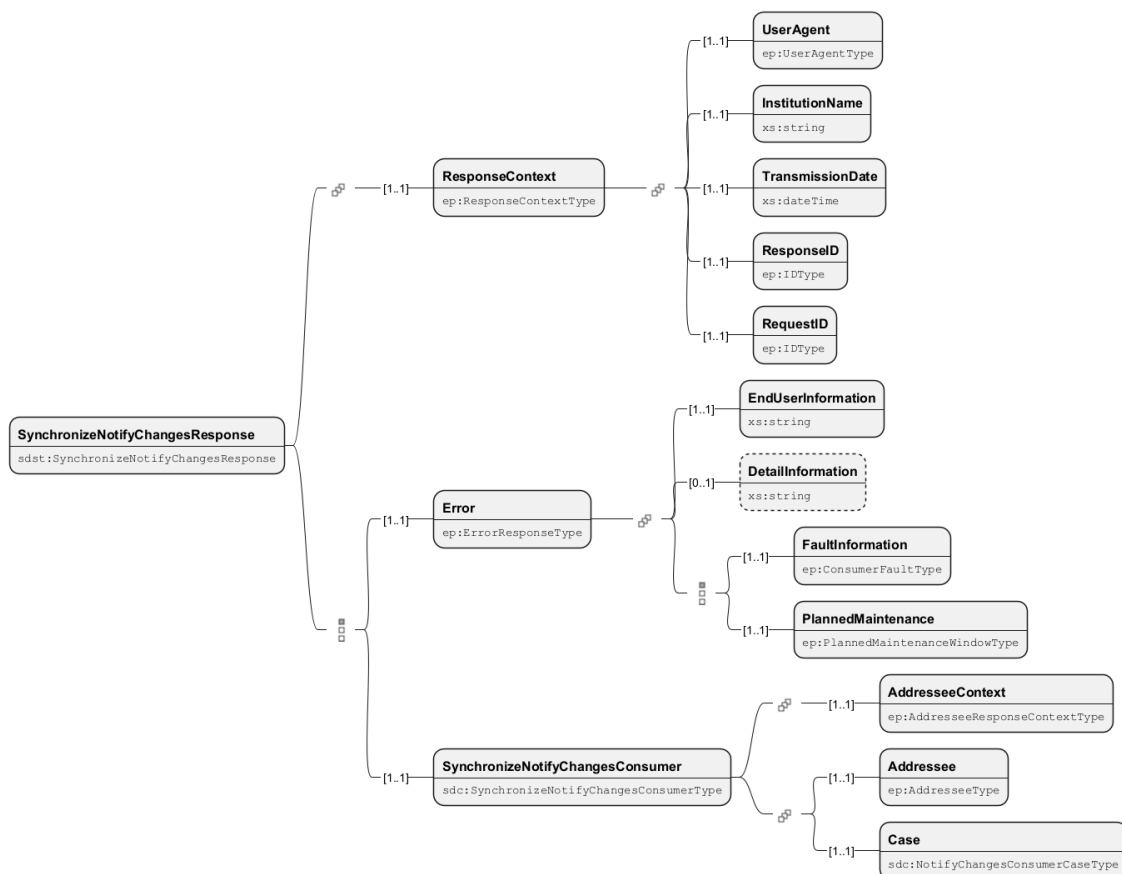 [1..1]
UserAgent
ep:UserAgentType
[1..1]
InstitutionName
xs:string
[1..1]
ResponseContext
ep:ResponseContextType
[1..1]
TransmissionDate
xs:dateTime
[1..1]
ResponseID
ep:IDType
[1..1]
RequestID
ep:IDType
SynchronizeNotifyChangesResponse
sdst:SynchronizeNotifyChangesResponse
[1..1]
EndUserInformation
xs:string
[0..1]
DetailInformation
xs:string
[1..1]
Error
ep:ErrorResponseType
[1..1]
FaultInformation
ep:ConsumerFaultType
[1..1]
PlannedMaintenance
ep:PlannedMaintenanceWindowType
[1..1]
AddresseeContext
ep:AddresseeResponseContextType
[1..1]
SynchronizeNotifyChangesConsumer
sdc:SynchronizeNotifyChangesConsumerType
[1..1]
Addressee
ep:AddresseeType
[1..1]
Case
sdc:NotifyChangesConsumerCaseType